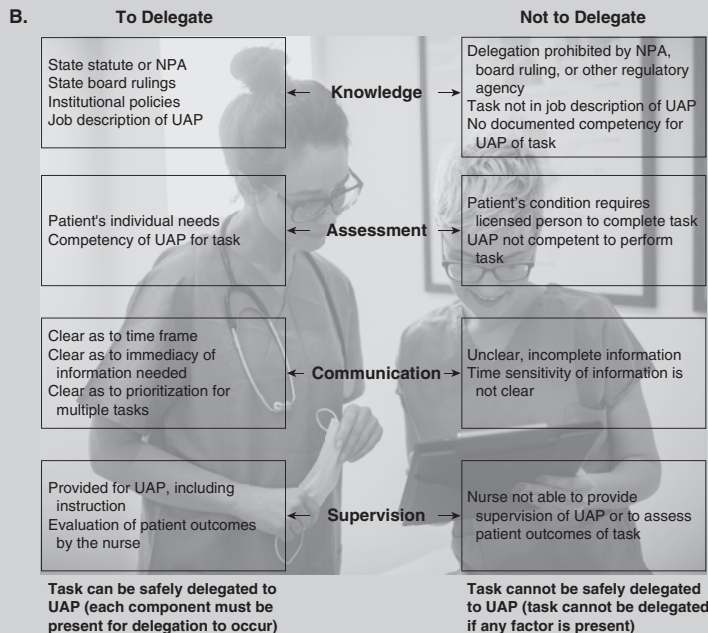 B.
To Delegate
Not to Delegate
State statute or NPA
State board rulings
Institutional policies
Job description of UAP
Knowledge
Delegation prohibited by NPA,
board ruling, or other regulatory
agency
Task not in job description of UAP
No documented competency for
UAP of task
Patient's individual needs
Competency of UAP for task
Assessment
Patient's condition requires
licensed person to complete task
UAP not competent to perform
task
Clear as to time frame
Clear as to immediacy of
information needed
Clear as to prioritization for
multiple tasks
Communication
Unclear, incomplete information
Time sensitivity of information is
not clear
Provided for UAP, including
instruction
Evaluation of patient outcomes
by the nurse
Supervision
Nurse not able to provide
supervision of UAP or to assess
patient outcomes of task
Task can be safely delegated to
UAP (each component must be
present for delegation to occur)
Task cannot be safely delegated
to UAP (task cannot be delegated
if any factor is present)